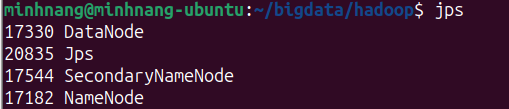 minhnang@minhnang-ubuntu:~/bigdata/hadoop$ jps
17330 DataNode
20835 Jps
17544 SecondaryNameNode
17182 NameNode